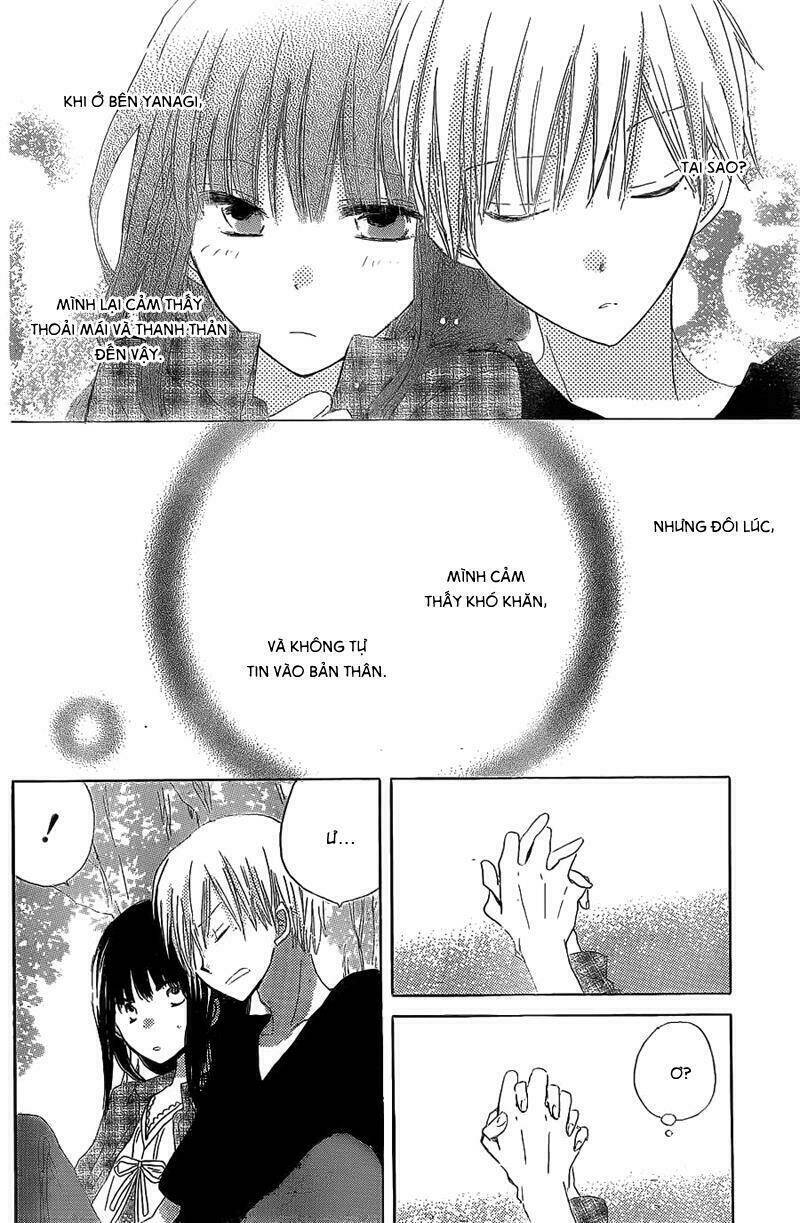 TẠI SAO?
KHI Ở BÊN YANAGI,
MÌNH LẠI CẢM THẤY
THOẢI MÁI VÀ THANH THẢN
ĐẾN VẬY.
NHƯNG ĐÔI LÚC,
MÌNH CẢM
THẤY KHÓ KHĂN,
VÀ KHÔNG TỰ
TIN VÀO BẢN THÂN.
Ơ?
Ư...
!